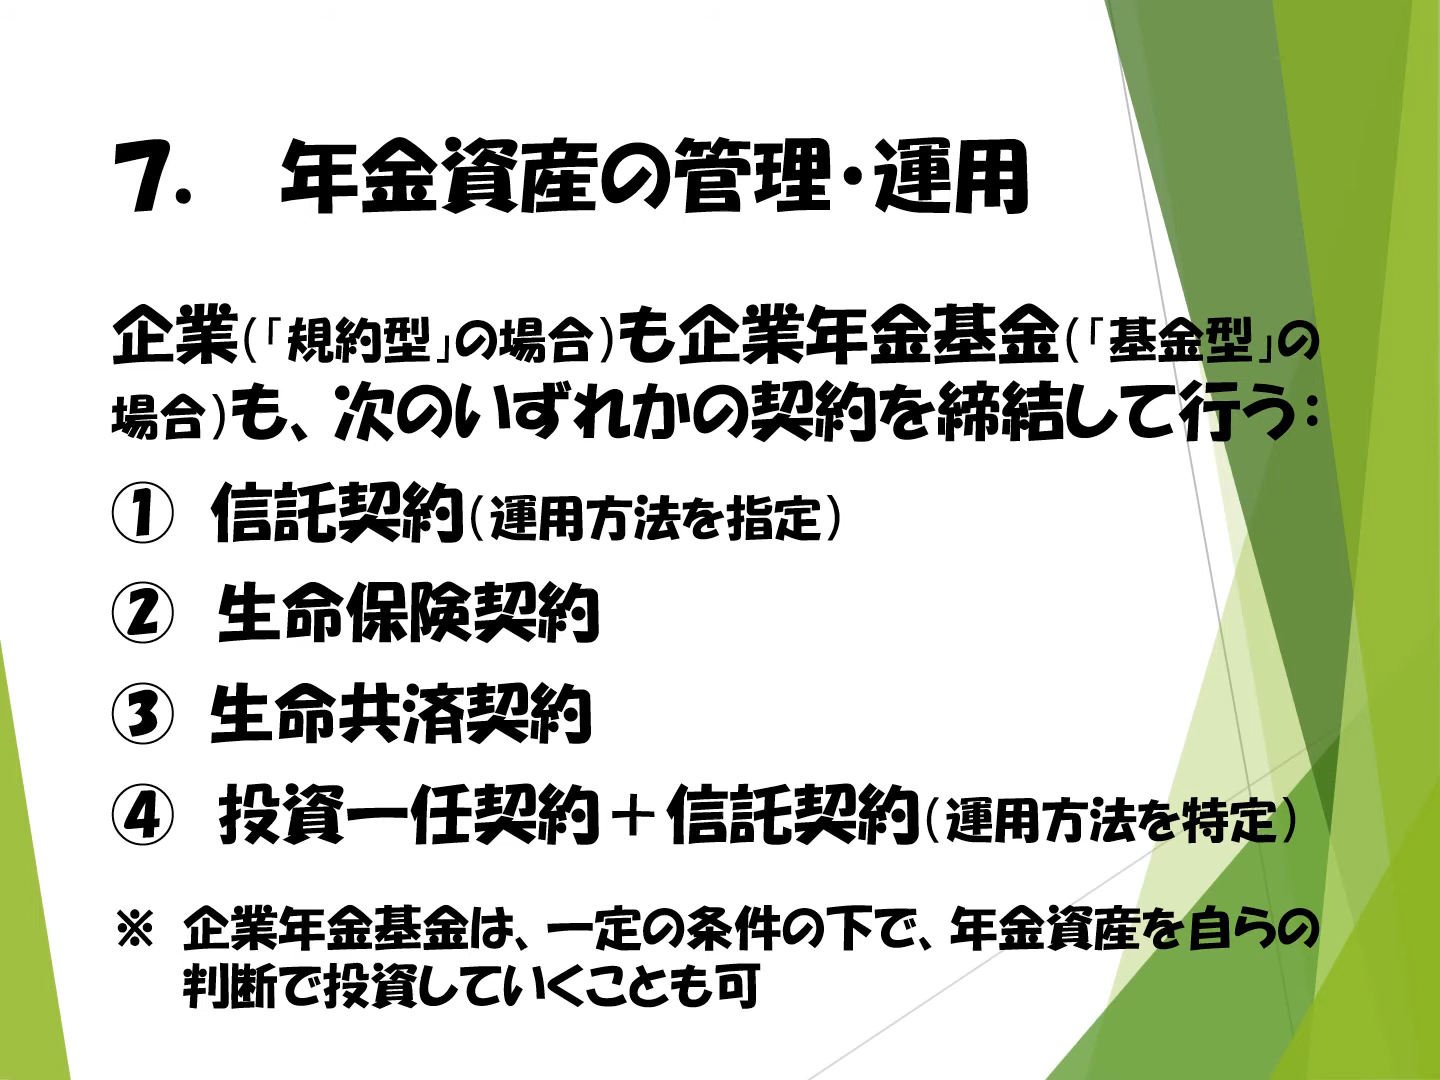 ７．　年金資産の管理・運用
企業（「規約型」の場合）も企業年金基金（「基金型」の
場合）も、次のいずれかの契約を締結して行う：
①　信託契約（運用方法を指定）
②　生命保険契約
③　生命共済契約
④　投資一任契約＋信託契約（運用方法を特定）
※　企業年金基金は、一定の条件の下で、年金資産を自らの
判断で投資していくことも可